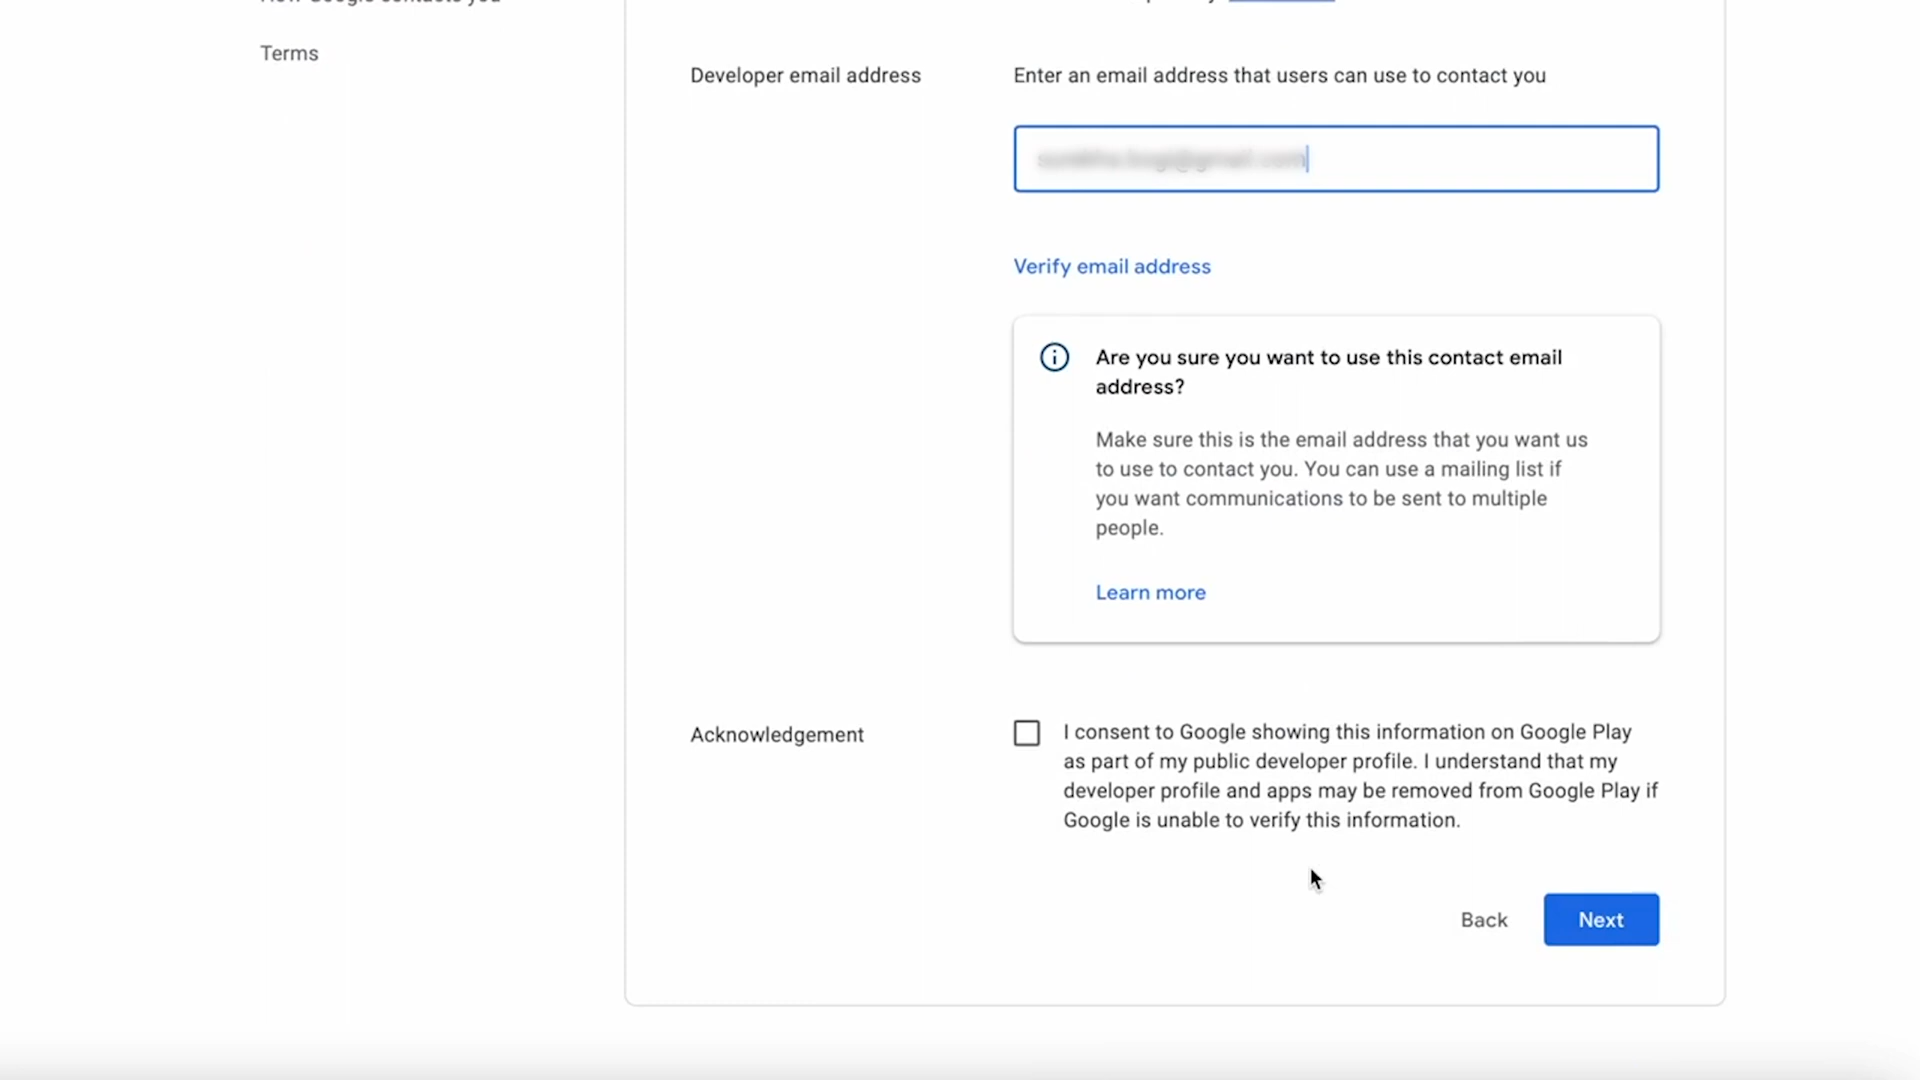 Terms
Developer email address
Enter an email address that users can use to contact you
Verify email address
Are you sure you want to use this contact email
address?
Make sure this is the email address that you want us
to use to contact you. You can use a mailing list if
you want communications to be sent to multiple
people.
Learn more
Acknowledgement
I consent to Google showing this information on Google Play
as part of my public developer profile. I understand that my
developer profile and apps may be removed from Google Play if
Google is unable to verify this information.
Back
Next